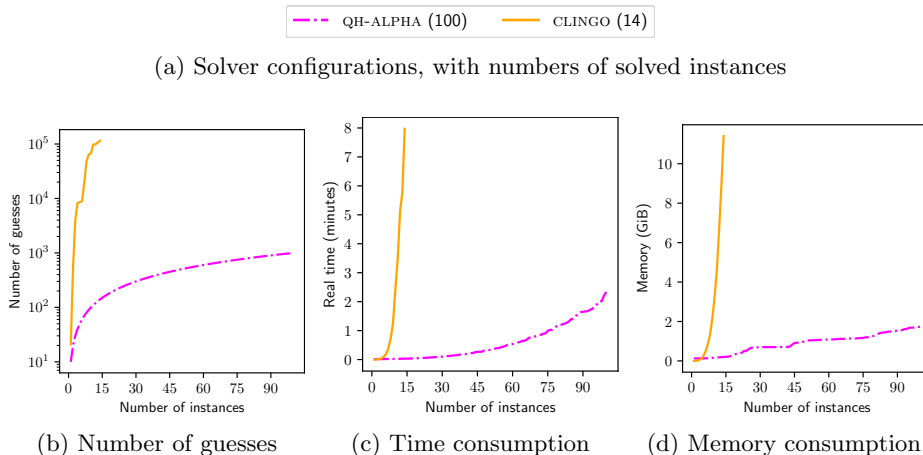 QH-ALPHA (100) CLINGO (14)
(a) Solver configurations, with numbers of solved instances
Number of guesses
10^5
10^4
10^3
10^2
10^1
0 15 30 45 60 75 90
Number of instances
(b) Number of guesses
Real time (minutes)
8
7
6
5
4
3
2
1
0
0 15 30 45 60 75 90
Number of instances
(c) Time consumption
Memory (GiB)
10
8
6
4
2
0
0 15 30 45 60 75 90
Number of instances
(d) Memory consumption